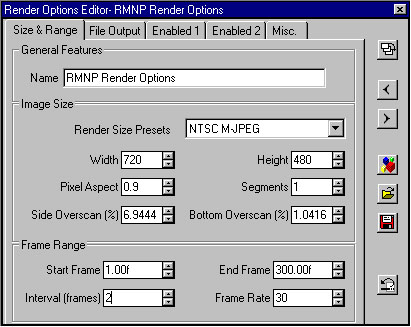 Render Options Editor- RMNP Render Options
Size & Range File Output Enabled 1 Enabled 2 Misc.
General Features
Name RMNP Render Options
Image Size
Render Size Presets NTSC M-JPEG
Width 720 Height 480
Pixel Aspect 0.9 Segments 1
Side Overscan (%) 6.9444 Bottom Overscan (%) 1.0416
Frame Range
Start Frame 1.00f End Frame 300.00f
Interval (frames) 2 Frame Rate 30